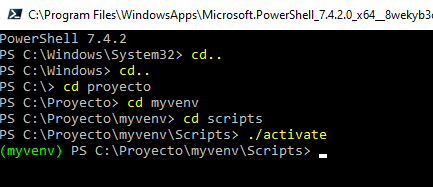 C:\Program Files\WindowsApps\Microsoft.PowerShell_7.4.2.0_x64__8wekyb3
PowerShell 7.4.2
PS C:\Windows\System32> cd..
PS C:\Windows> cd..
PS C:\> cd proyecto
PS C:\Proyecto> cd myvenv
PS C:\Proyecto\myvenv> cd scripts
PS C:\Proyecto\myvenv\Scripts> ./activate
(myvenv) PS C:\Proyecto\myvenv\Scripts>